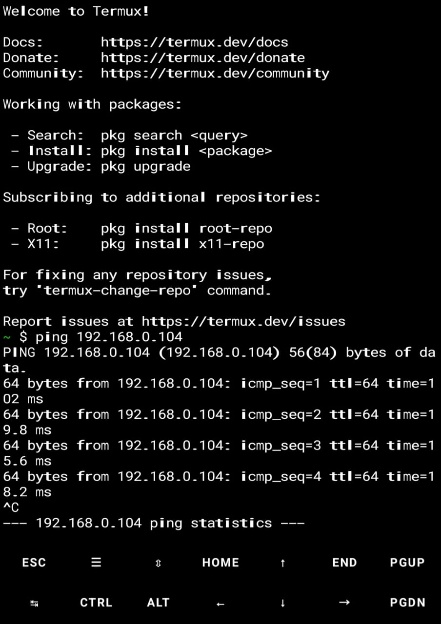 Welcome to Termux!
Docs:       https://termux.dev/docs
Donate:     https://termux.dev/donate
Community:  https://termux.dev/community
Working with packages:
 - Search:  pkg search <query>
 - Install: pkg install <package>
 - Upgrade: pkg upgrade
Subscribing to additional repositories:
 - Root:    pkg install root-repo
 - X11:     pkg install x11-repo
For fixing any repository issues,
try 'termux-change-repo' command.
Report issues at https://termux.dev/issues
~ $ ping 192.168.0.104
PING 192.168.0.104 (192.168.0.104) 56(84) bytes of da
ta.
64 bytes from 192.168.0.104: icmp_seq=1 ttl=64 time=1
02 ms
64 bytes from 192.168.0.104: icmp_seq=2 ttl=64 time=1
9.8 ms
64 bytes from 192.168.0.104: icmp_seq=3 ttl=64 time=1
5.6 ms
64 bytes from 192.168.0.104: icmp_seq=4 ttl=64 time=1
8.2 ms
^C
--- 192.168.0.104 ping statistics ---
ESC ☰ ⇳ HOME ↑ END PGUP
↹ CTRL ALT ← ↓ → PGDN